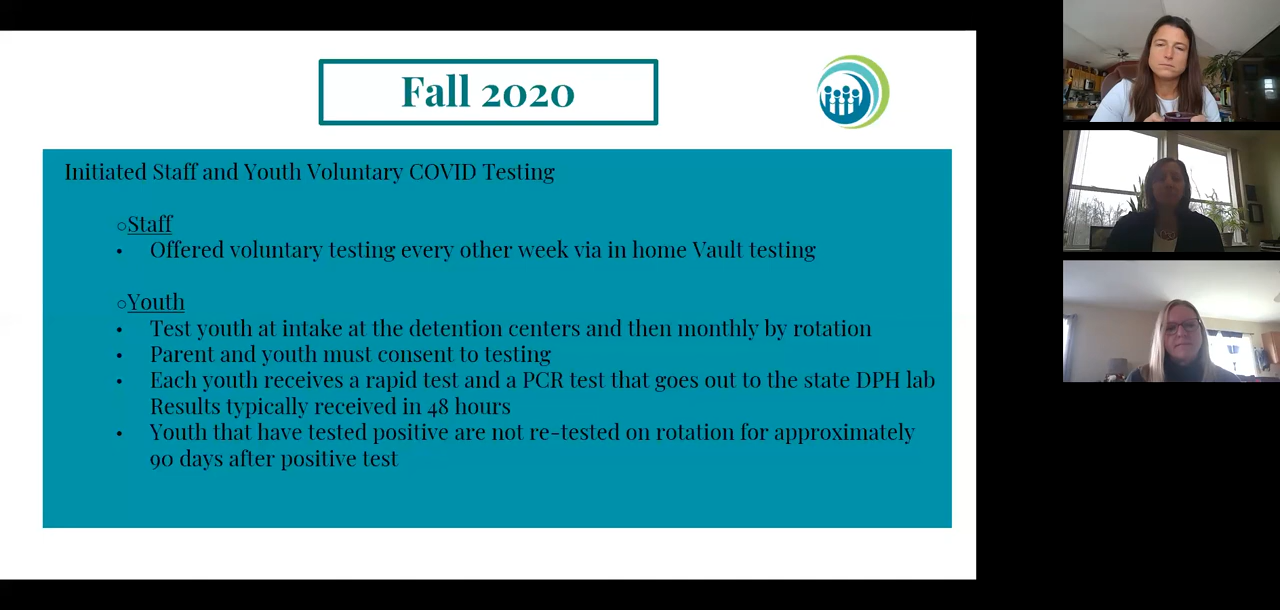 Fall 2020
Initiated Staff and Youth Voluntary COVID Testing
○Staff
• Offered voluntary testing every other week via in home Vault testing
○Youth
• Test youth at intake at the detention centers and then monthly by rotation
• Parent and youth must consent to testing
• Each youth receives a rapid test and a PCR test that goes out to the state DPH lab
Results typically received in 48 hours
• Youth that have tested positive are not re-tested on rotation for approximately
90 days after positive test